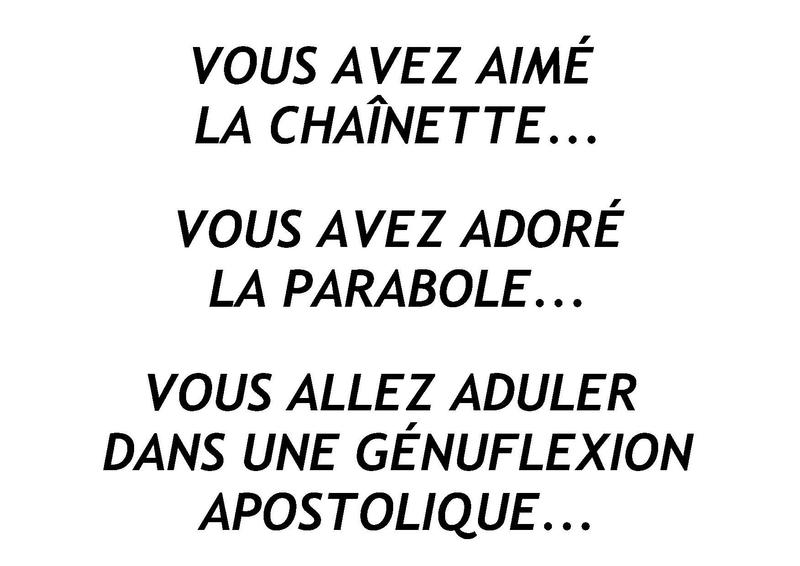 VOUS AVEZ AIMÉ
LA CHAÎNETTE...
VOUS AVEZ ADORÉ
LA PARABOLE...
VOUS ALLEZ ADULER
DANS UNE GÉNUFLEXION
APOSTOLIQUE...